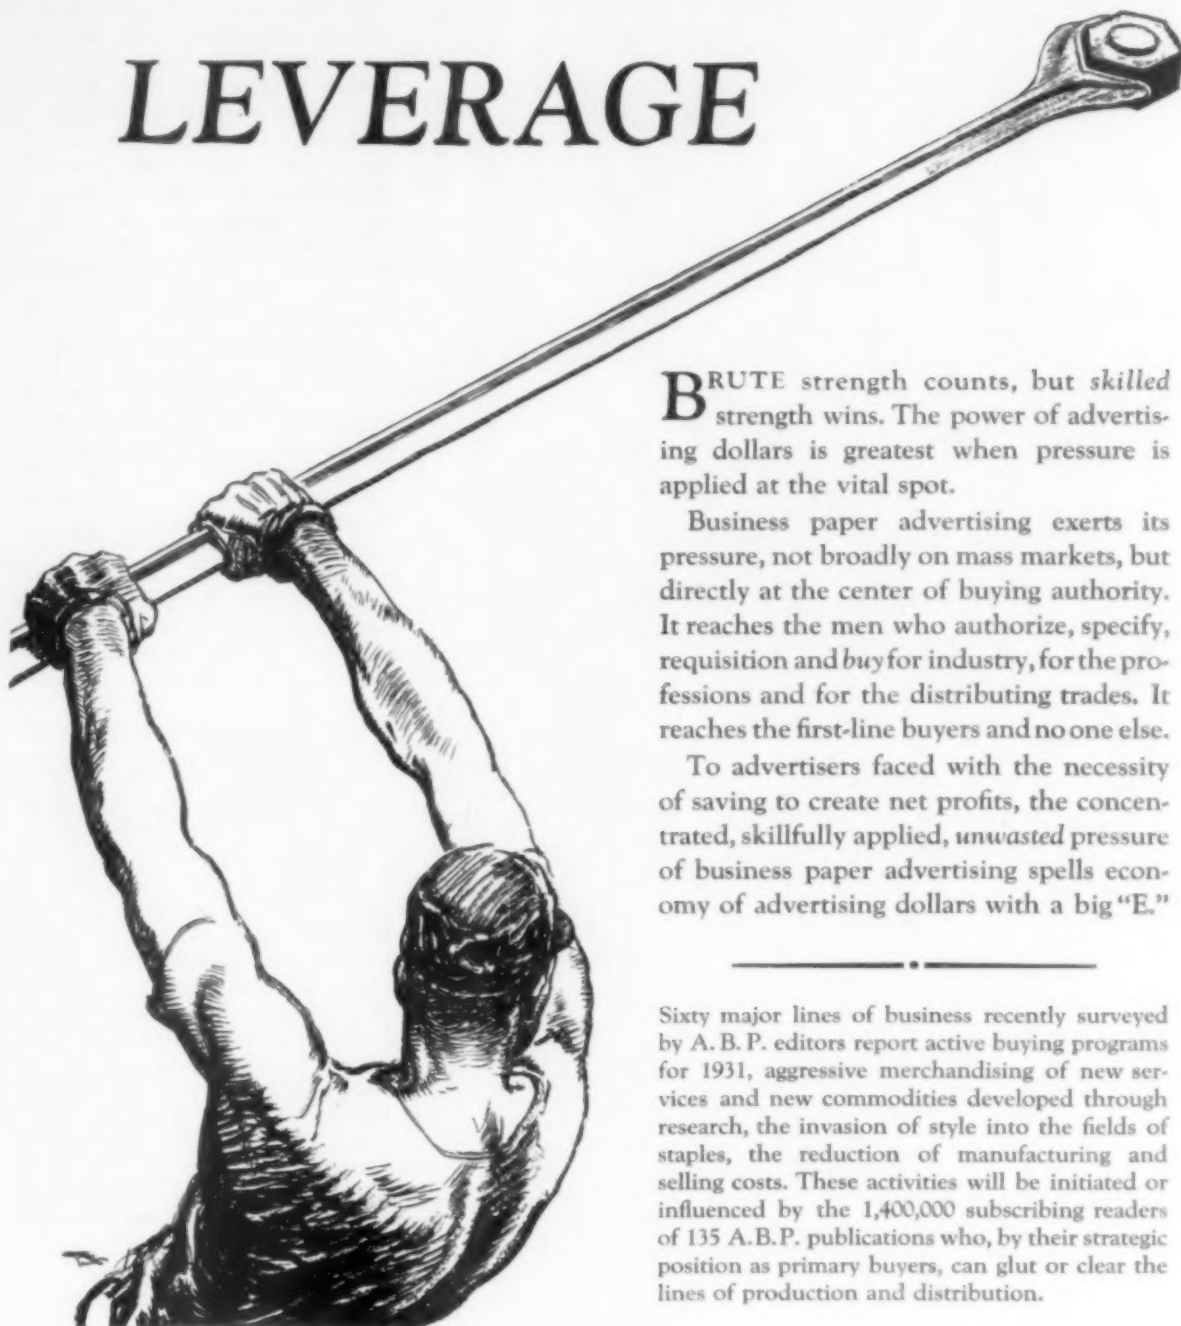 LEVERAGE
BRUTE strength counts, but skilled
strength wins. The power of advertis-
ing dollars is greatest when pressure is
applied at the vital spot.
Business paper advertising exerts its
pressure, not broadly on mass markets, but
directly at the center of buying authority.
It reaches the men who authorize, specify,
requisition and buy for industry, for the pro-
fessions and for the distributing trades. It
reaches the first-line buyers and no one else.
To advertisers faced with the necessity
of saving to create net profits, the concen-
trated, skillfully applied, unwasted pressure
of business paper advertising spells econ-
omy of advertising dollars with a big “E.”
Sixty major lines of business recently surveyed
by A. B. P. editors report active buying programs
for 1931, aggressive merchandising of new ser-
vices and new commodities developed through
research, the invasion of style into the fields of
staples, the reduction of manufacturing and
selling costs. These activities will be initiated or
influenced by the 1,400,000 subscribing readers
of 135 A.B.P. publications who, by their strategic
position as primary buyers, can glut or clear the
lines of production and distribution.